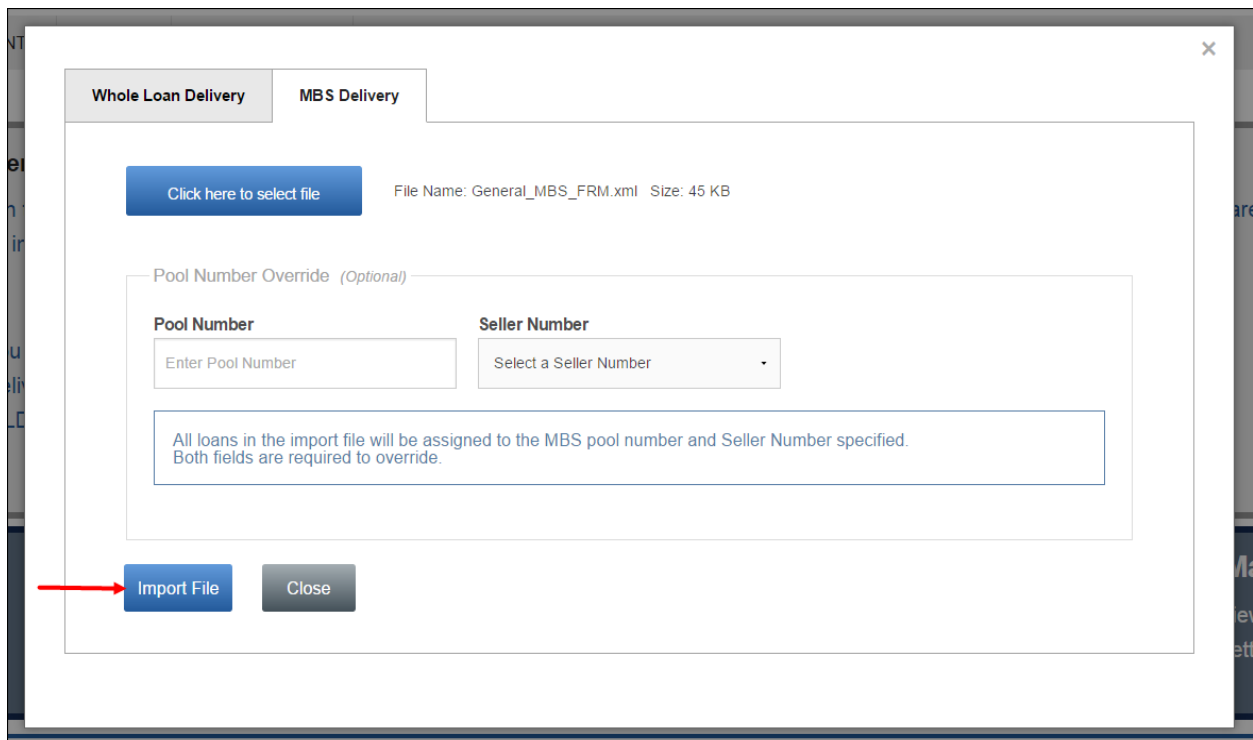 NT
×
Whole Loan Delivery MBS Delivery
Click here to select file File Name: General_MBS_FRM.xml Size: 45 KB
Pool Number Override (Optional)
Pool Number Seller Number
Enter Pool Number Select a Seller Number
All loans in the import file will be assigned to the MBS pool number and Seller Number specified.
Both fields are required to override.
Import File Close